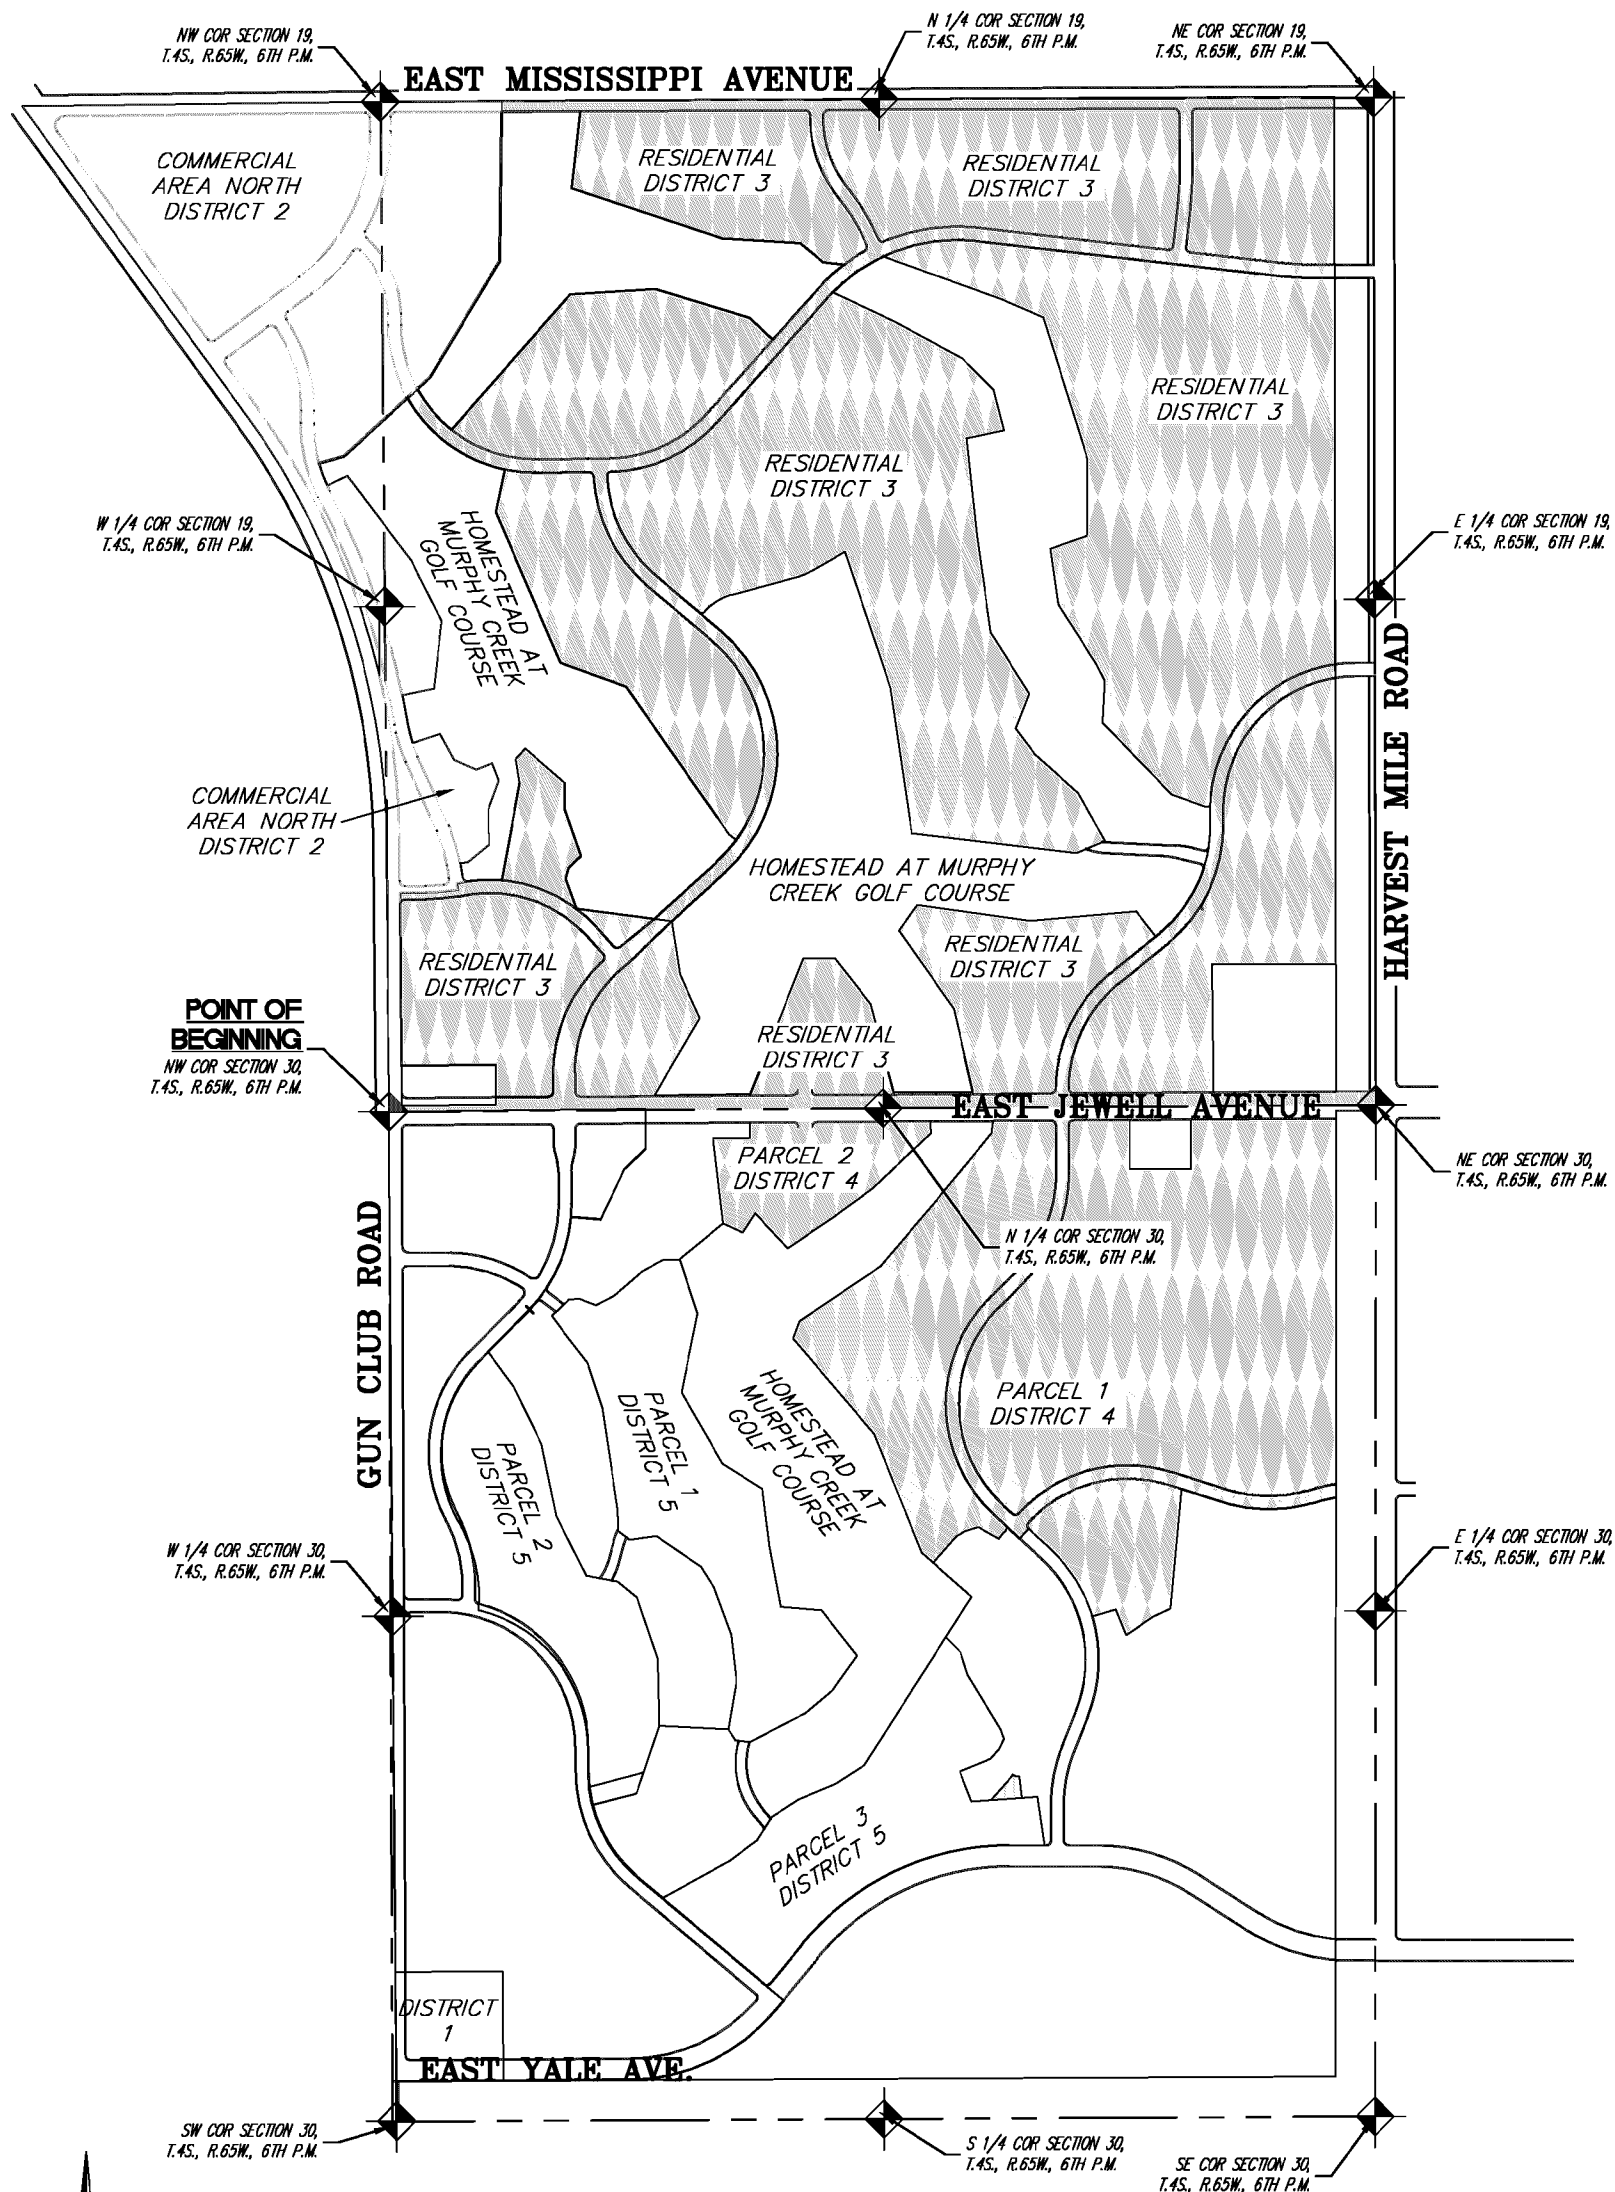 NW COR SECTION 19,
T.4S., R.65W., 6TH P.M.
N 1/4 COR SECTION 19,
T.4S., R.65W., 6TH P.M.
NE COR SECTION 19,
T.4S., R.65W., 6TH P.M.
EAST MISSISSIPPI AVENUE
COMMERCIAL
AREA NORTH
DISTRICT 2
RESIDENTIAL
DISTRICT 3
RESIDENTIAL
DISTRICT 3
RESIDENTIAL
DISTRICT 3
RESIDENTIAL
DISTRICT 3
W 1/4 COR SECTION 19,
T.4S., R.65W., 6TH P.M.
HOMESTEAD AT
MURPHY CREEK
GOLF COURSE
E 1/4 COR SECTION 19,
T.4S., R.65W., 6TH P.M.
HARVEST MILE ROAD
COMMERCIAL
AREA NORTH
DISTRICT 2
HOMESTEAD AT MURPHY
CREEK GOLF COURSE
RESIDENTIAL
DISTRICT 3
RESIDENTIAL
DISTRICT 3
RESIDENTIAL
DISTRICT 3
POINT OF
BEGINNING
NW COR SECTION 30,
T.4S., R.65W., 6TH P.M.
EAST JEWELL AVENUE
PARCEL 2
DISTRICT 4
NE COR SECTION 30,
T.4S., R.65W., 6TH P.M.
N 1/4 COR SECTION 30,
T.4S., R.65W., 6TH P.M.
GUN CLUB ROAD
PARCEL 1
DISTRICT 4
HOMESTEAD AT
MURPHY CREEK
GOLF COURSE
PARCEL 1
DISTRICT 5
PARCEL 2
DISTRICT 5
W 1/4 COR SECTION 30,
T.4S., R.65W., 6TH P.M.
E 1/4 COR SECTION 30,
T.4S., R.65W., 6TH P.M.
PARCEL 3
DISTRICT 5
DISTRICT
1
EAST YALE AVE.
SW COR SECTION 30,
T.4S., R.65W., 6TH P.M.
S 1/4 COR SECTION 30,
T.4S., R.65W., 6TH P.M.
SE COR SECTION 30,
T.4S., R.65W., 6TH P.M.